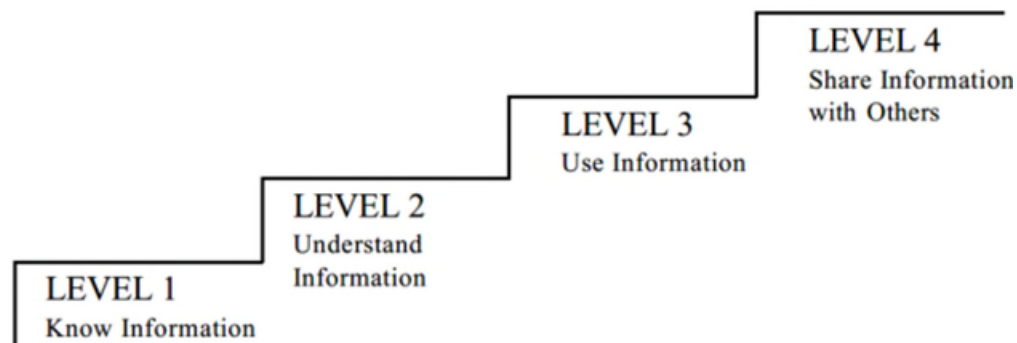 LEVEL 4
Share Information
with Others
LEVEL 3
Use Information
LEVEL 2
Understand
Information
LEVEL 1
Know Information